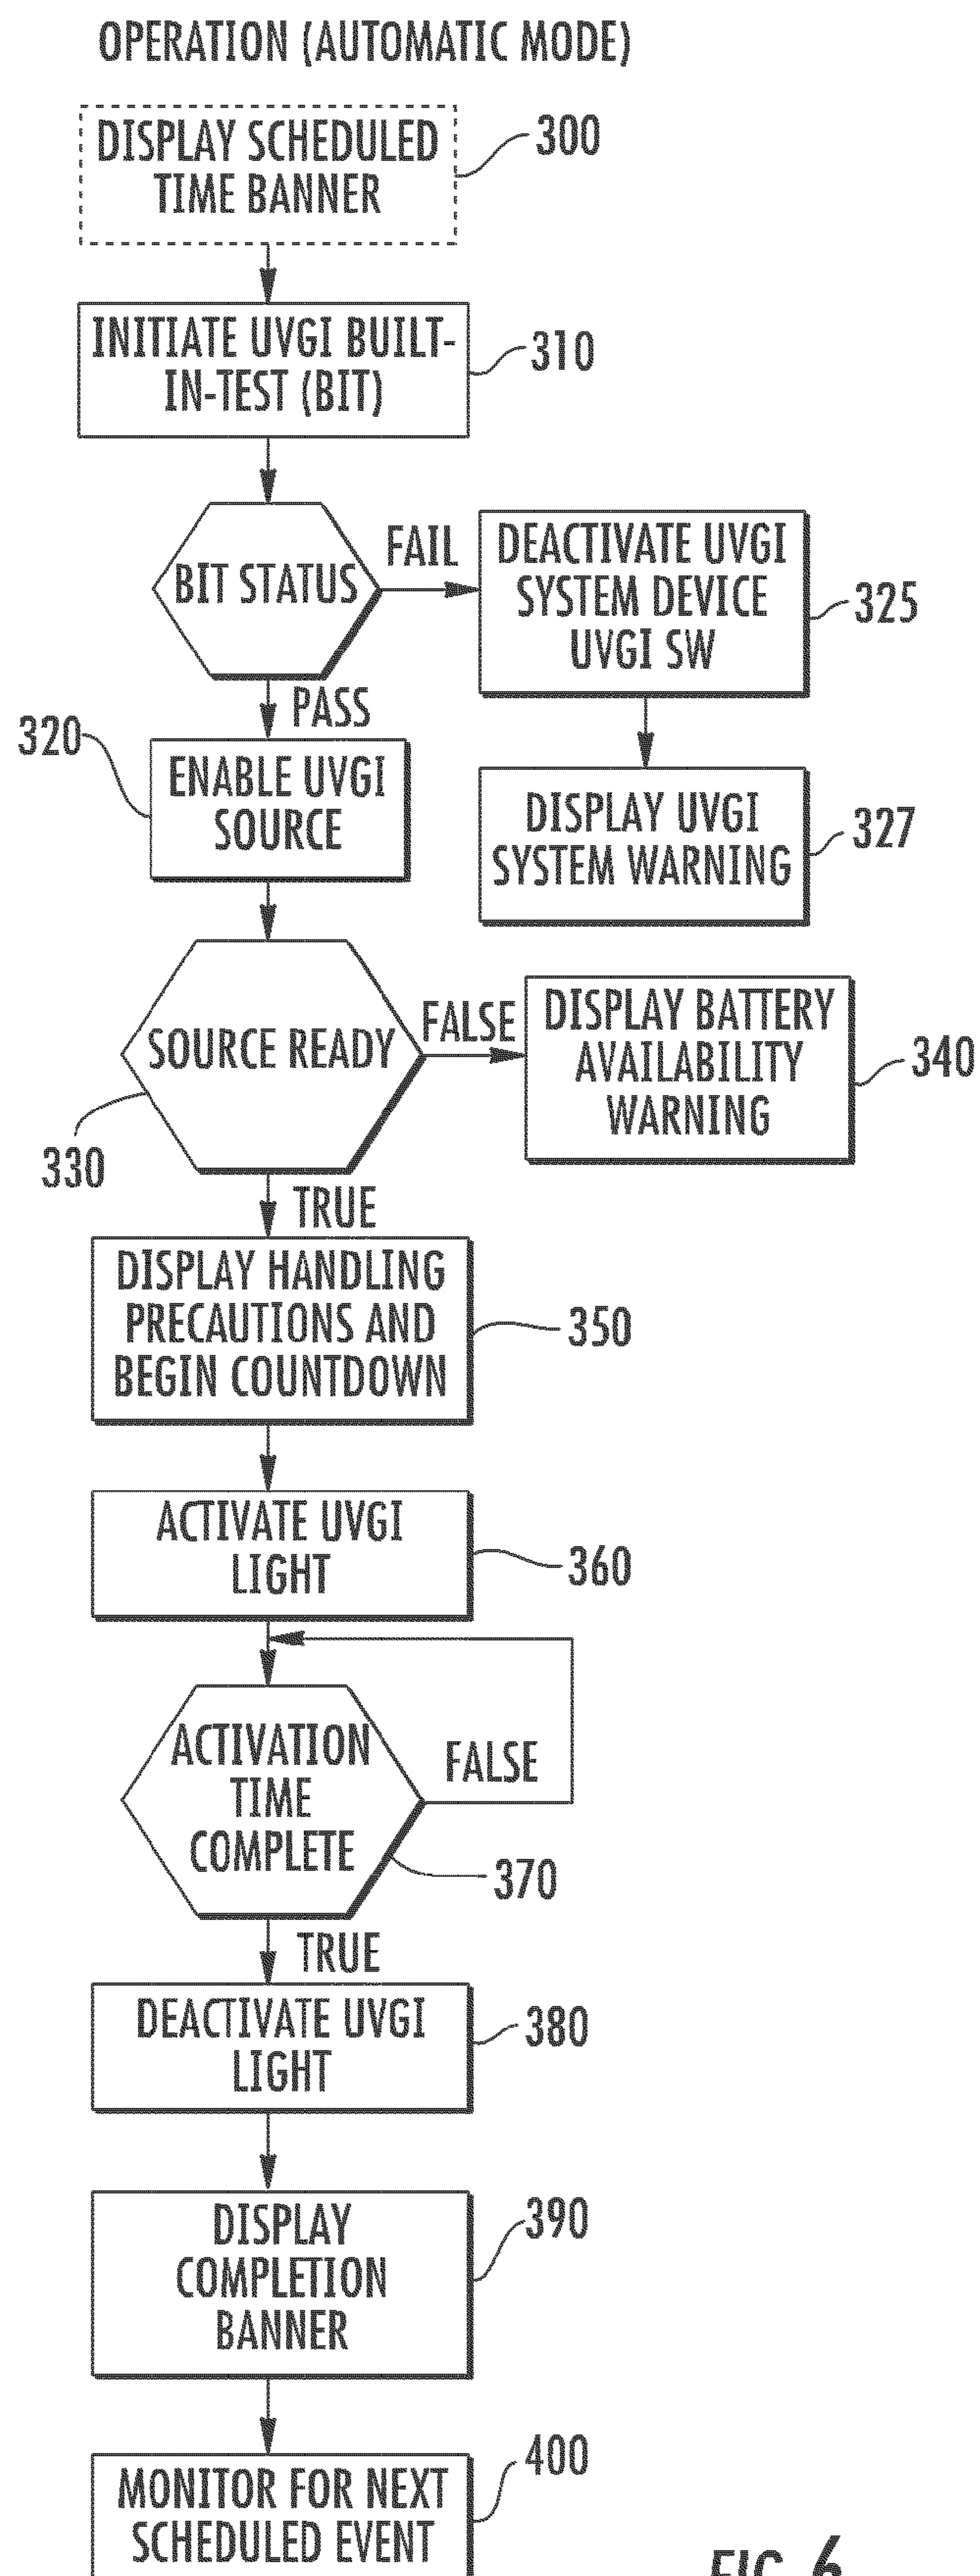 OPERATION (AUTOMATIC MODE)
DISPLAY SCHEDULED
TIME BANNER
300
INITIATE UVGI BUILT-
IN-TEST (BIT)
310
BIT STATUS
FAIL
DEACTIVATE UVGI
SYSTEM DEVICE
UVGI SW
325
PASS
320
ENABLE UVGI
SOURCE
DISPLAY UVGI
SYSTEM WARNING
327
SOURCE READY
FALSE
DISPLAY BATTERY
AVAILABILITY
WARNING
340
330
TRUE
DISPLAY HANDLING
PRECAUTIONS AND
BEGIN COUNTDOWN
350
ACTIVATE UVGI
LIGHT
360
ACTIVATION
TIME
COMPLETE
FALSE
370
TRUE
DEACTIVATE UVGI
LIGHT
380
DISPLAY
COMPLETION
BANNER
390
MONITOR FOR NEXT
SCHEDULED EVENT
400
FIG. 6